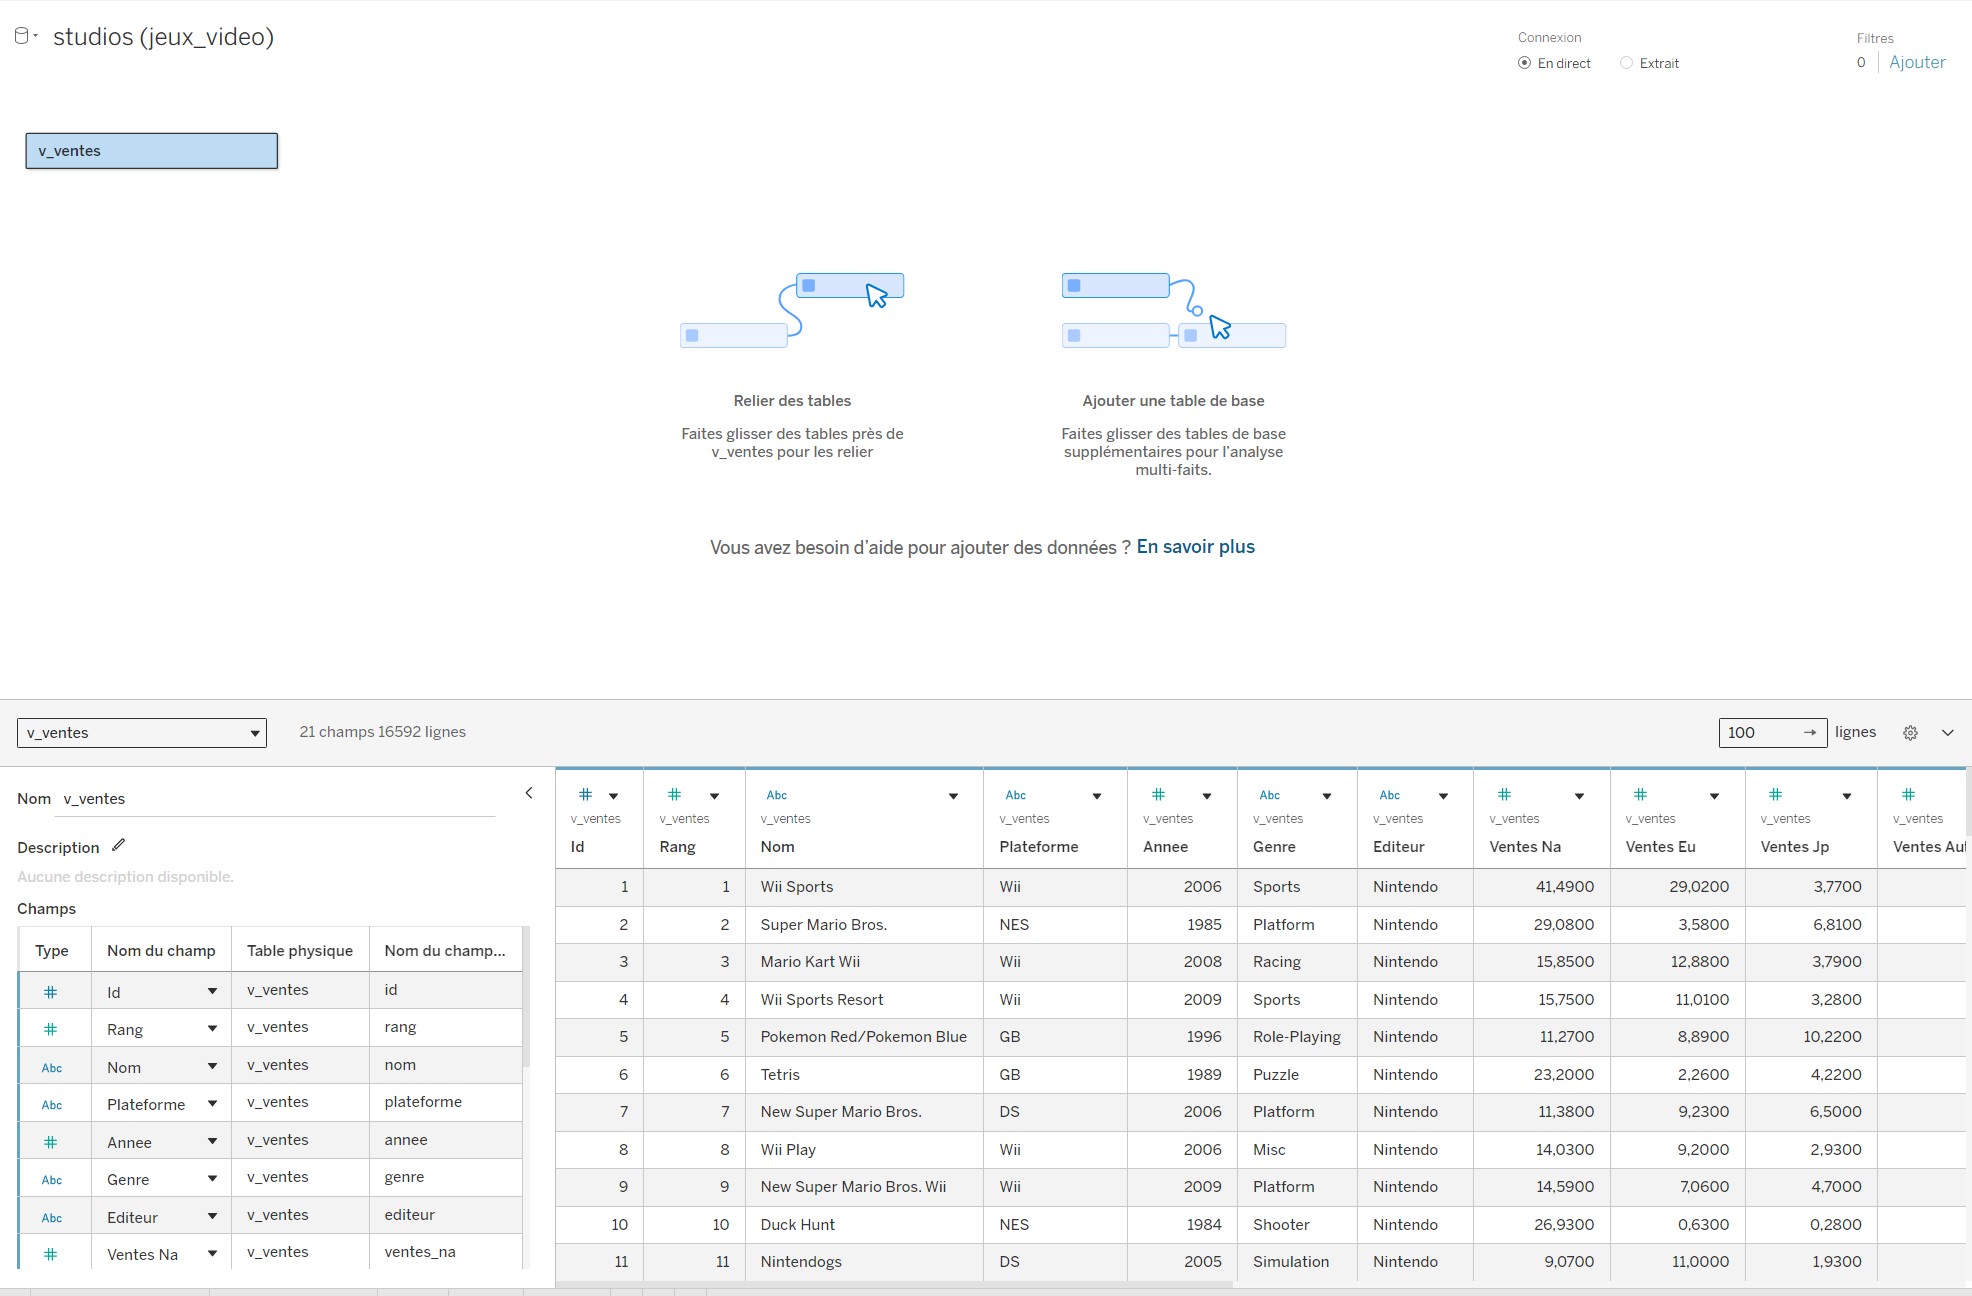 studios (jeux_video)
Connexion
En direct
Extrait
Filtres
0
Ajouter
v_ventes
Relier des tables
Faites glisser des tables près de
v_ventes pour les relier
Ajouter une table de base
Faites glisser des tables de base
supplémentaires pour l'analyse
multi-faits.
Vous avez besoin d'aide pour ajouter des données ? En savoir plus
v_ventes
21 champs 16592 lignes
100 → lignes
Nom v_ventes
Description
Aucune description disponible.
Champs
Type Nom du champ Table physique Nom du champ...
# Id v_ventes id
# Rang v_ventes rang
Abc Nom v_ventes nom
Abc Plateforme v_ventes plateforme
# Annee v_ventes annee
Abc Genre v_ventes genre
Abc Editeur v_ventes editeur
# Ventes Na v_ventes ventes_na
# # Abc Abc # Abc Abc # # # #
v_ventes v_ventes v_ventes v_ventes v_ventes v_ventes v_ventes v_ventes v_ventes v_ventes v_ventes
Id Rang Nom Plateforme Annee Genre Editeur Ventes Na Ventes Eu Ventes Jp Ventes Au
1 1 Wii Sports Wii 2006 Sports Nintendo 41,4900 29,0200 3,7700
2 2 Super Mario Bros. NES 1985 Platform Nintendo 29,0800 3,5800 6,8100
3 3 Mario Kart Wii Wii 2008 Racing Nintendo 15,8500 12,8800 3,7900
4 4 Wii Sports Resort Wii 2009 Sports Nintendo 15,7500 11,0100 3,2800
5 5 Pokemon Red/Pokemon Blue GB 1996 Role-Playing Nintendo 11,2700 8,8900 10,2200
6 6 Tetris GB 1989 Puzzle Nintendo 23,2000 2,2600 4,2200
7 7 New Super Mario Bros. DS 2006 Platform Nintendo 11,3800 9,2300 6,5000
8 8 Wii Play Wii 2006 Misc Nintendo 14,0300 9,2000 2,9300
9 9 New Super Mario Bros. Wii Wii 2009 Platform Nintendo 14,5900 7,0600 4,7000
10 10 Duck Hunt NES 1984 Shooter Nintendo 26,9300 0,6300 0,2800
11 11 Nintendogs DS 2005 Simulation Nintendo 9,0700 11,0000 1,9300